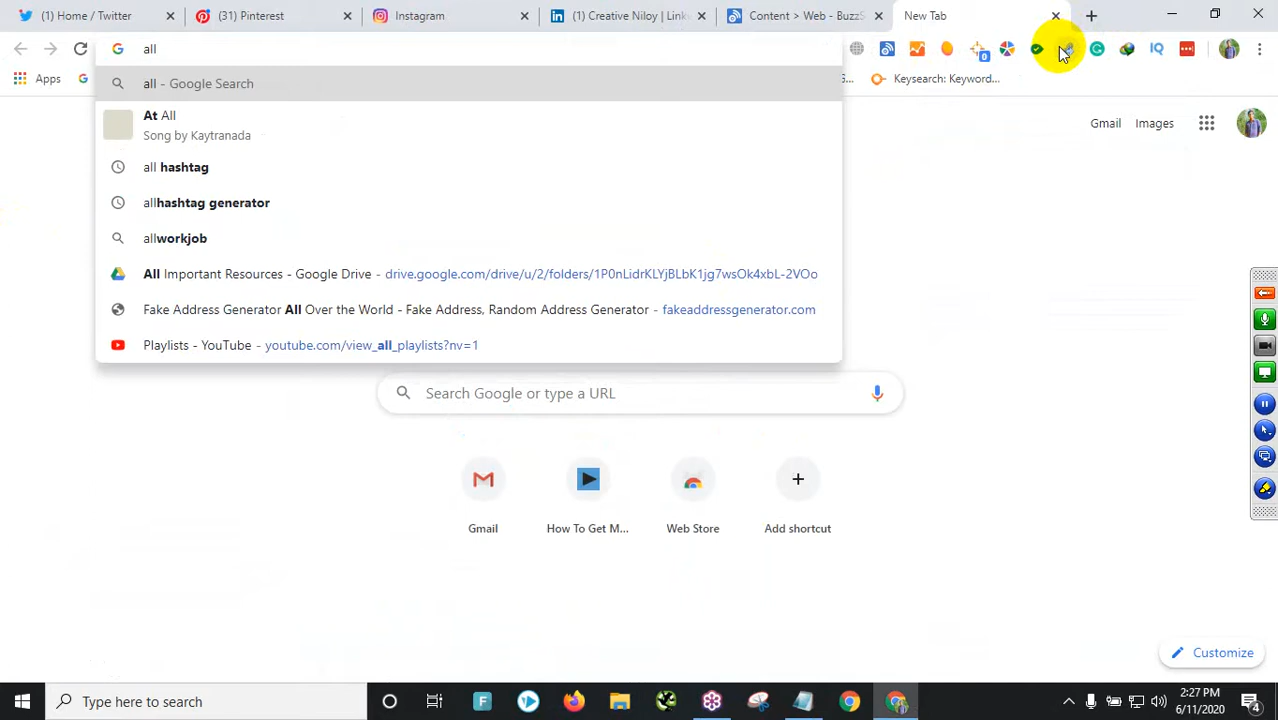 (1) Home / Twitter
(31) Pinterest
Instagram
(1) Creative Niloy | Link
Content > Web - BuzzS
New Tab
all
0
IQ
Apps
Keysearch: Keyword...
all - Google Search
At All
Song by Kaytranada
all hashtag
allhashtag generator
allworkjob
All Important Resources - Google Drive - drive.google.com/drive/u/2/folders/1P0nLidrKLYjBLbK1jg7wsOk4xbL-2VOo
Fake Address Generator All Over the World - Fake Address, Random Address Generator - fakeaddressgenerator.com
Playlists - YouTube - youtube.com/view_all_playlists?nv=1
Gmail
Images
Search Google or type a URL
Gmail
How To Get M...
Web Store
Add shortcut
Customize
Type here to search
2:27 PM
6/11/2020
4